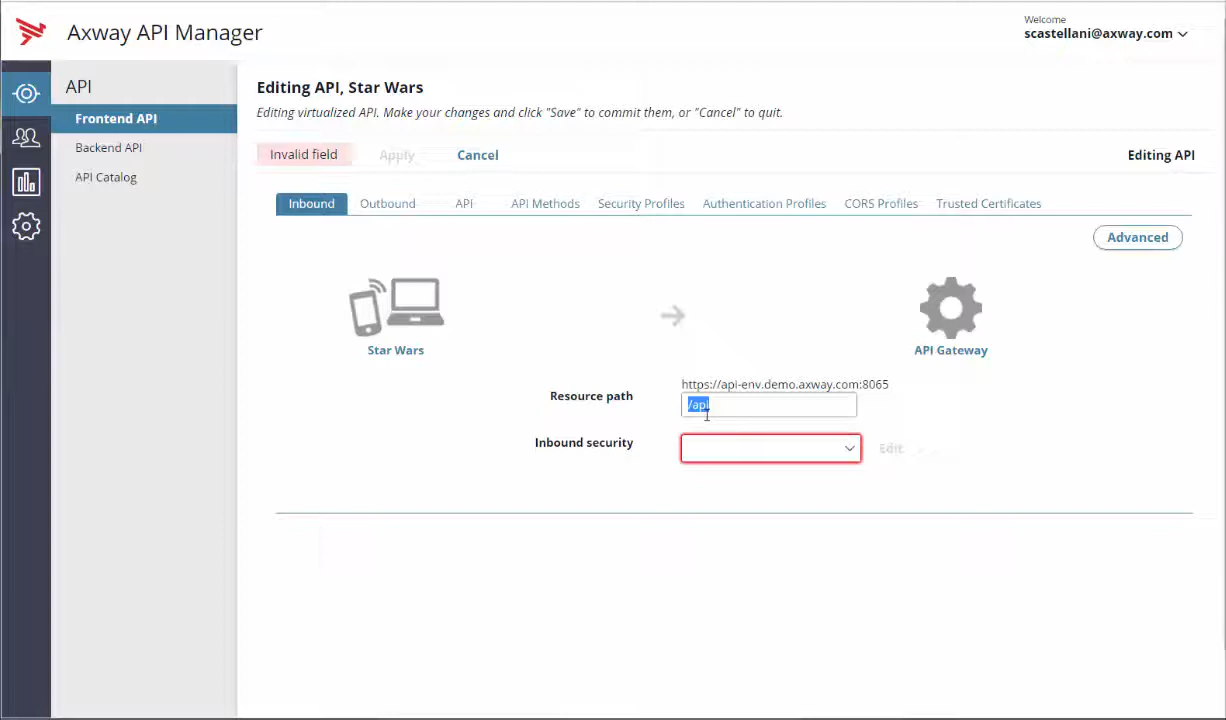 Axway API Manager
Welcome
scastellani@axway.com
API
Frontend API
Backend API
API Catalog
Editing API, Star Wars
Editing virtualized API. Make your changes and click "Save" to commit them, or "Cancel" to quit.
Invalid field Apply Cancel Editing API
Inbound Outbound API API Methods Security Profiles Authentication Profiles CORS Profiles Trusted Certificates
Advanced
Star Wars API Gateway
https://api-env.demo.axway.com:8065
Resource path /api
Inbound security Edit